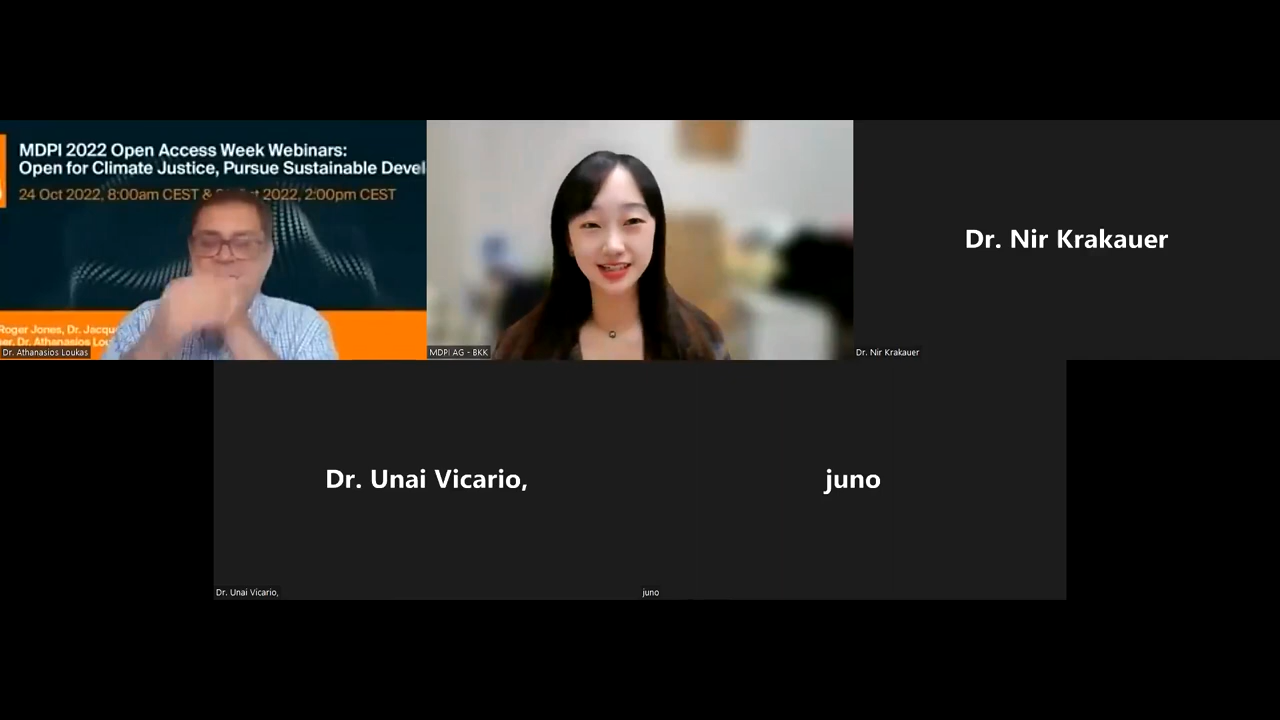 MDPI 2022 Open Access Week Webinars:
Open for Climate Justice, Pursue Sustainable Devel
24 Oct 2022, 8:00am CEST & 2022, 2:00pm CEST
Roger Jones, Dr. Jacqu
er, Dr. Athanasios Lou
Dr. Athanasios Loukas
MDPI AG - BKK
Dr. Nir Krakauer
Dr. Nir Krakauer
Dr. Unai Vicario,
juno
Dr. Unai Vicario,
juno